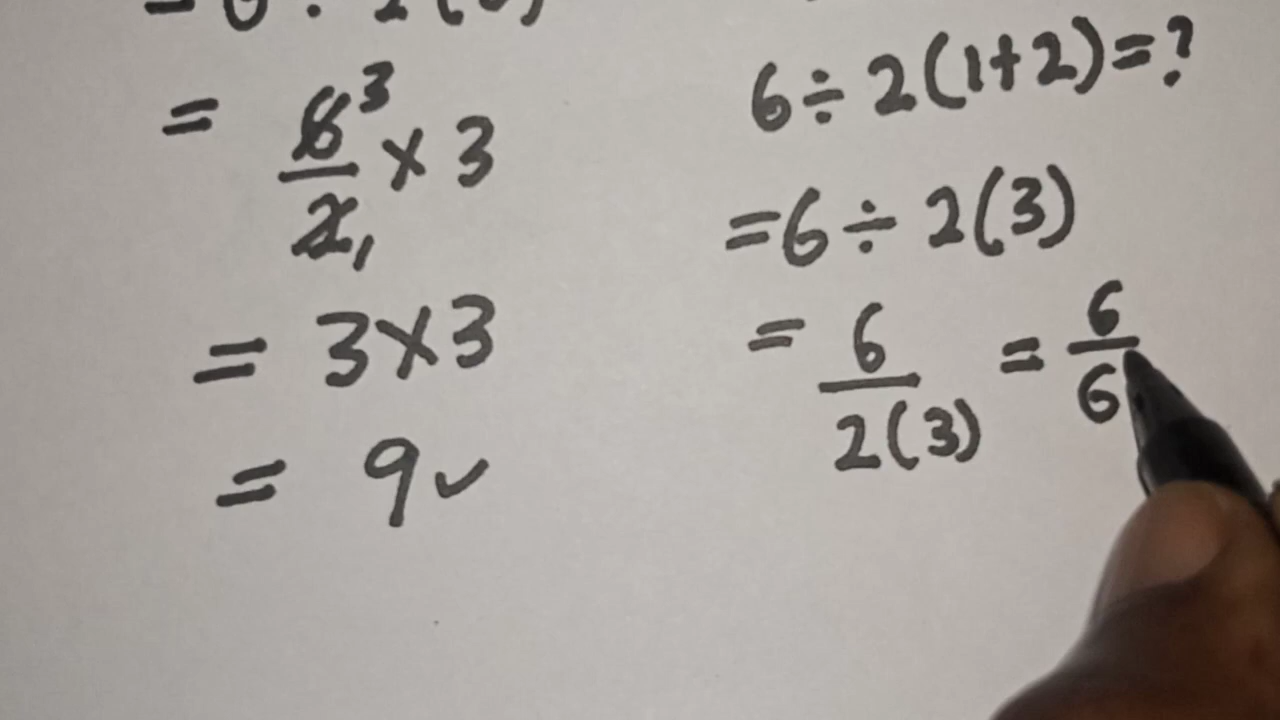 = 6³/2₁ × 3
= 3×3
= 9✓
6÷2(1+2)=?
=6÷2(3)
= 6/2(3) = 6/6